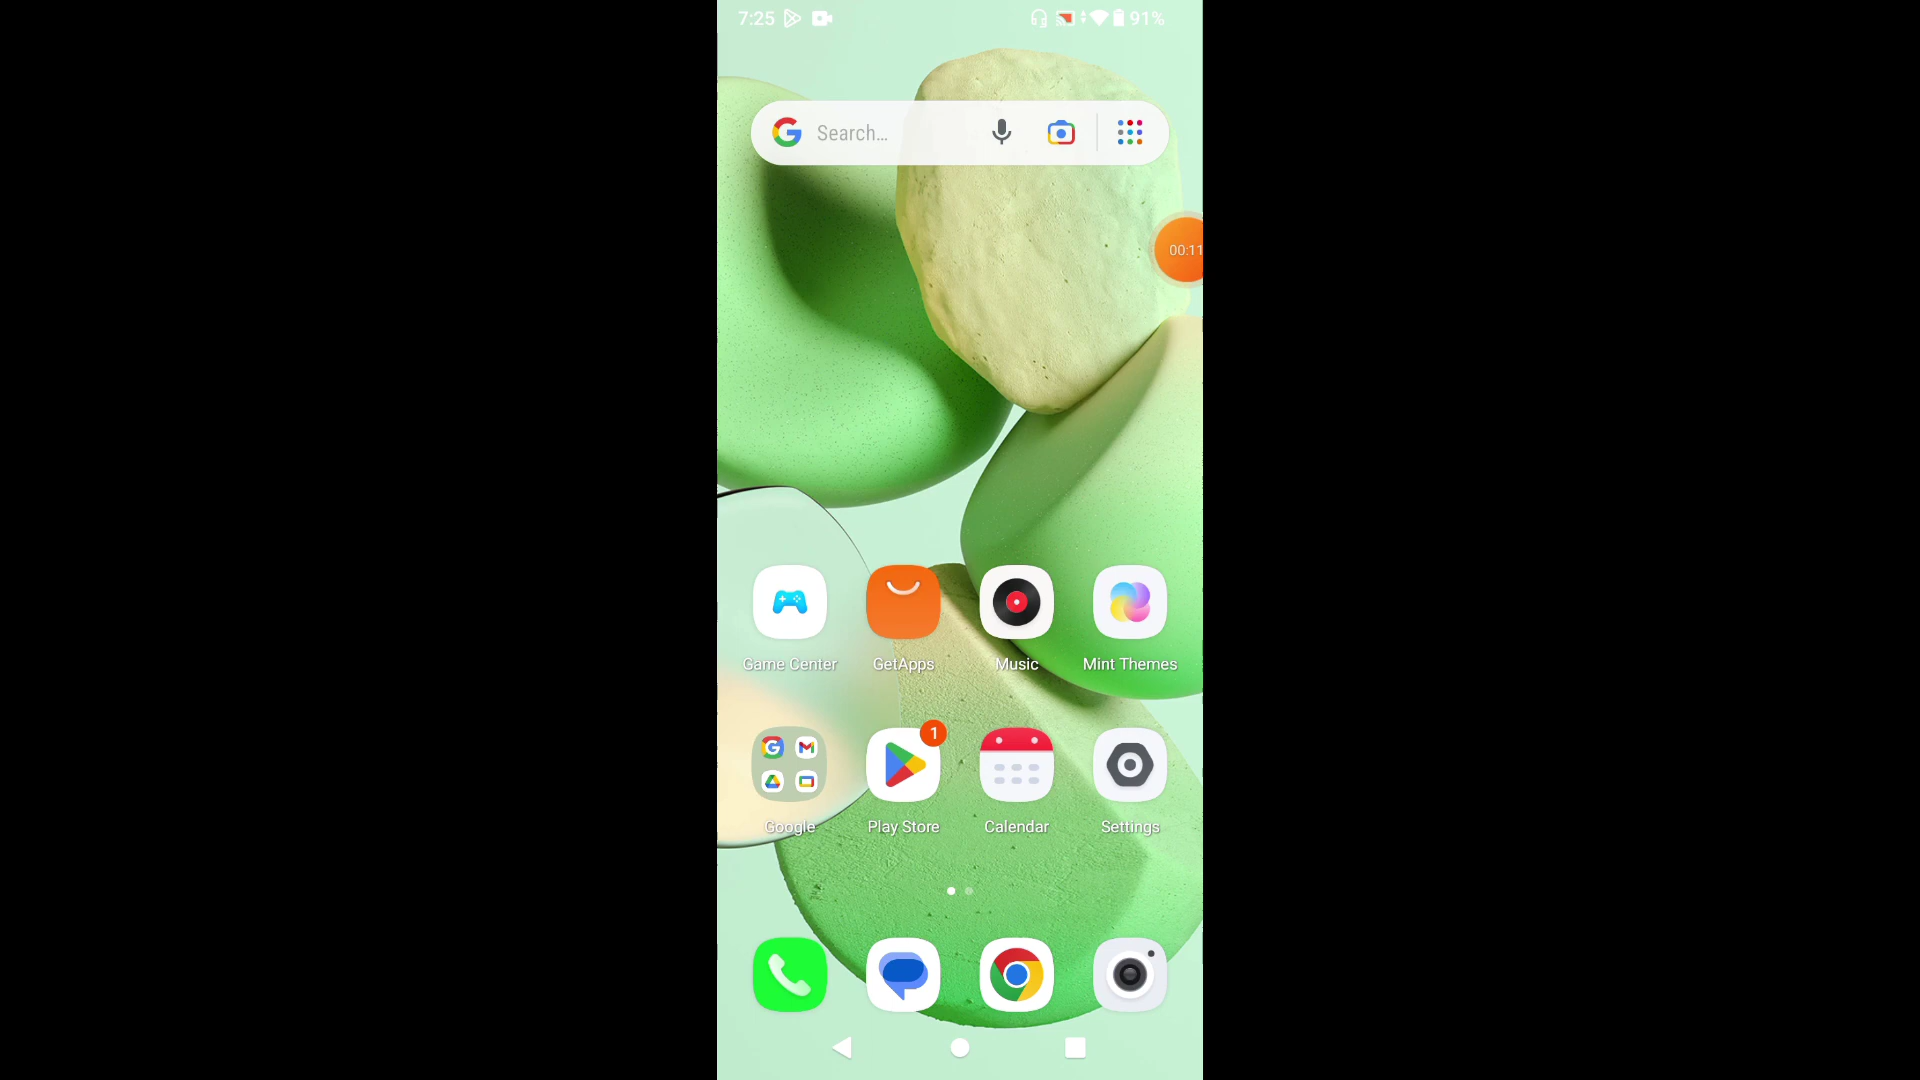 7:25 91%
Search...
00:11
Game Center GetApps Music Mint Themes
1
Google Play Store Calendar Settings